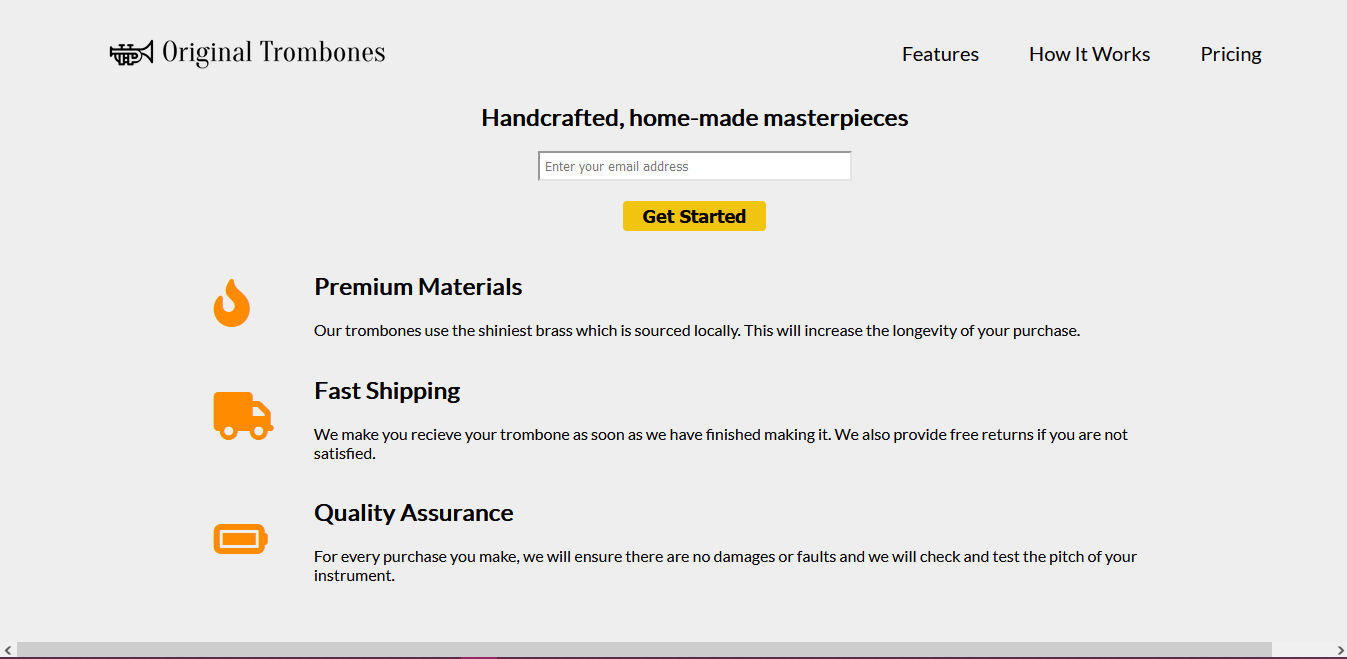 Original Trombones
Features
How It Works
Pricing
Handcrafted, home-made masterpieces
Enter your email address
Get Started
Premium Materials
Our trombones use the shiniest brass which is sourced locally. This will increase the longevity of your purchase.
Fast Shipping
We make you recieve your trombone as soon as we have finished making it. We also provide free returns if you are not
satisfied.
Quality Assurance
For every purchase you make, we will ensure there are no damages or faults and we will check and test the pitch of your
instrument.